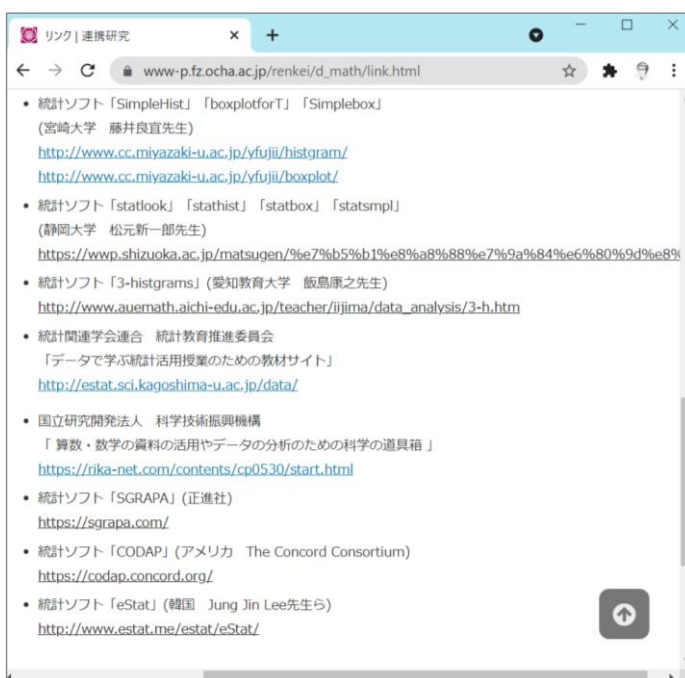 リンク | 連携研究
www-p.fz.ocha.ac.jp/renkei/d_math/link.html
• 統計ソフト「SimpleHist」「boxplotforT」「Simplebox」
(宮崎大学　藤井良宜先生)
http://www.cc.miyazaki-u.ac.jp/yfujii/histgram/
http://www.cc.miyazaki-u.ac.jp/yfujii/boxplot/
• 統計ソフト「statlook」「stathist」「statbox」「statsmpl」
(静岡大学　松元新一郎先生)
https://wwp.shizuoka.ac.jp/matsugen/%e7%b5%b1%e8%a8%88%e7%9a%84%e6%80%9d%e8%
• 統計ソフト「3-histgrams」(愛知教育大学　飯島康之先生)
http://www.auemath.aichi-edu.ac.jp/teacher/iijima/data_analysis/3-h.htm
• 統計関連学会連合　統計教育推進委員会
「データで学ぶ統計活用授業のための教材サイト」
http://estat.sci.kagoshima-u.ac.jp/data/
• 国立研究開発法人　科学技術振興機構
「 算数・数学の資料の活用やデータの分析のための科学の道具箱 」
https://rika-net.com/contents/cp0530/start.html
• 統計ソフト「SGRAPA」(正進社)
https://sgrapa.com/
• 統計ソフト「CODAP」(アメリカ　The Concord Consortium)
https://codap.concord.org/
• 統計ソフト「eStat」(韓国　Jung Jin Lee先生ら)
http://www.estat.me/estat/eStat/